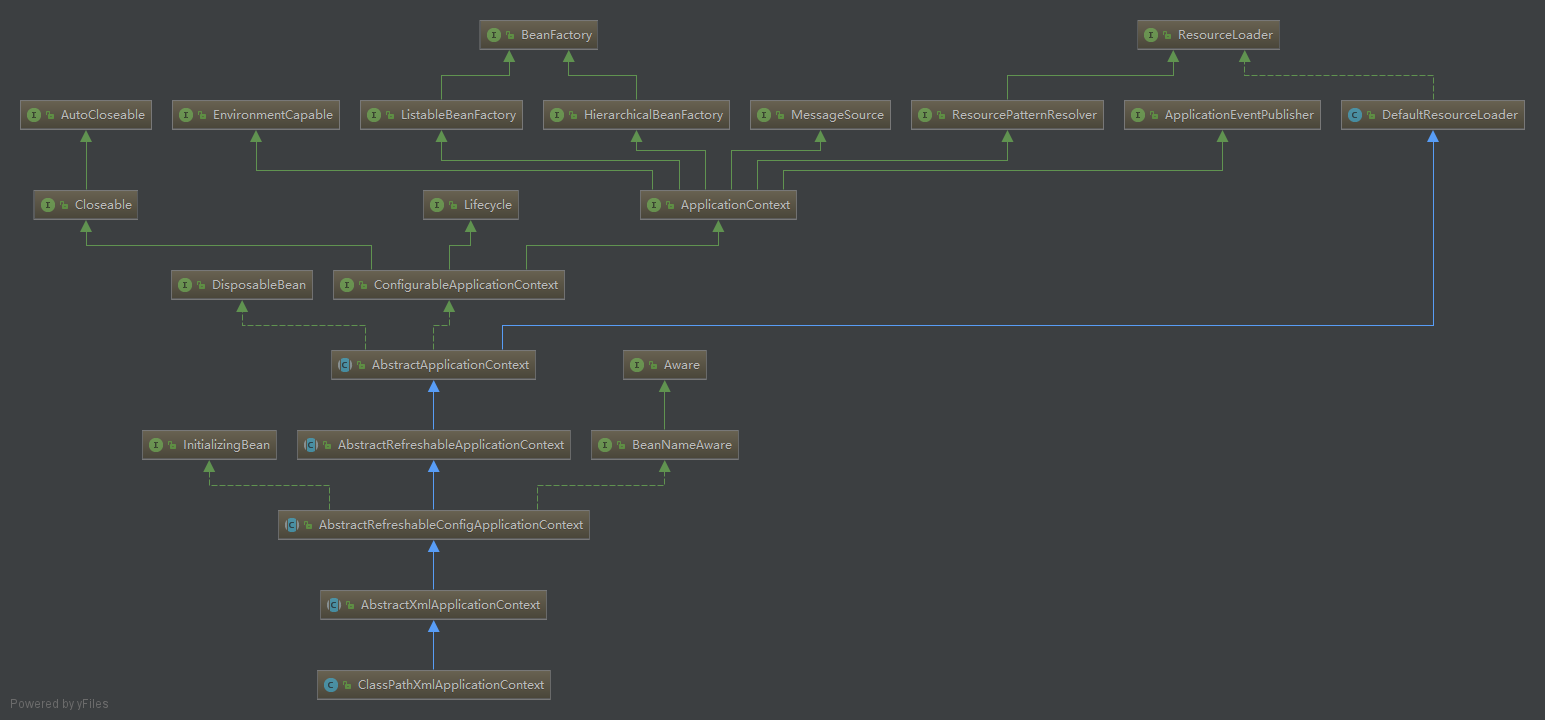 BeanFactory
ResourceLoader
AutoCloseable
EnvironmentCapable
ListableBeanFactory
HierarchicalBeanFactory
MessageSource
ResourcePatternResolver
ApplicationEventPublisher
DefaultResourceLoader
Closeable
Lifecycle
ApplicationContext
DisposableBean
ConfigurableApplicationContext
AbstractApplicationContext
Aware
InitializingBean
AbstractRefreshableApplicationContext
BeanNameAware
AbstractRefreshableConfigApplicationContext
AbstractXmlApplicationContext
ClassPathXmlApplicationContext
Powered by yFiles